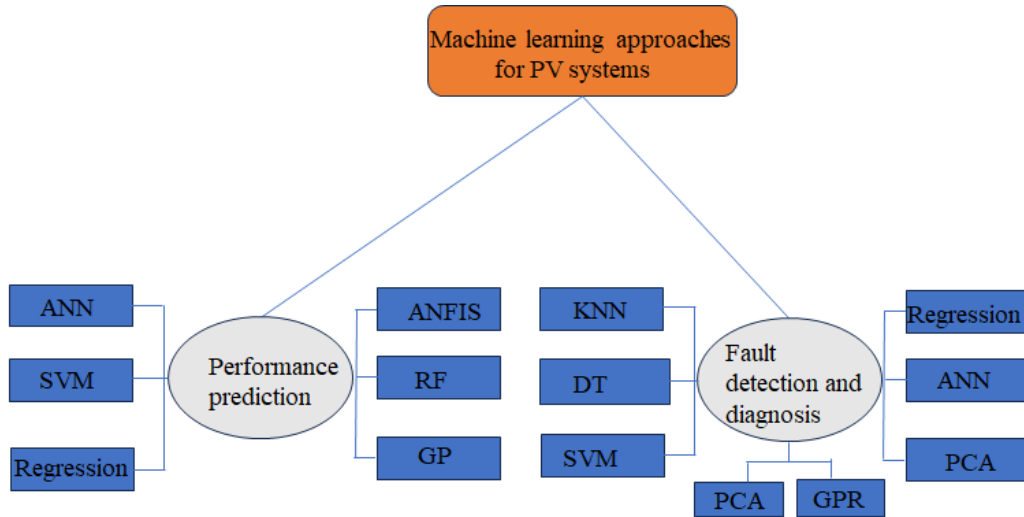 Machine learning approaches
for PV systems
ANN
SVM
Regression
Performance
prediction
ANFIS
RF
GP
KNN
DT
SVM
Fault
detection and
diagnosis
PCA
GPR
Regression
ANN
PCA